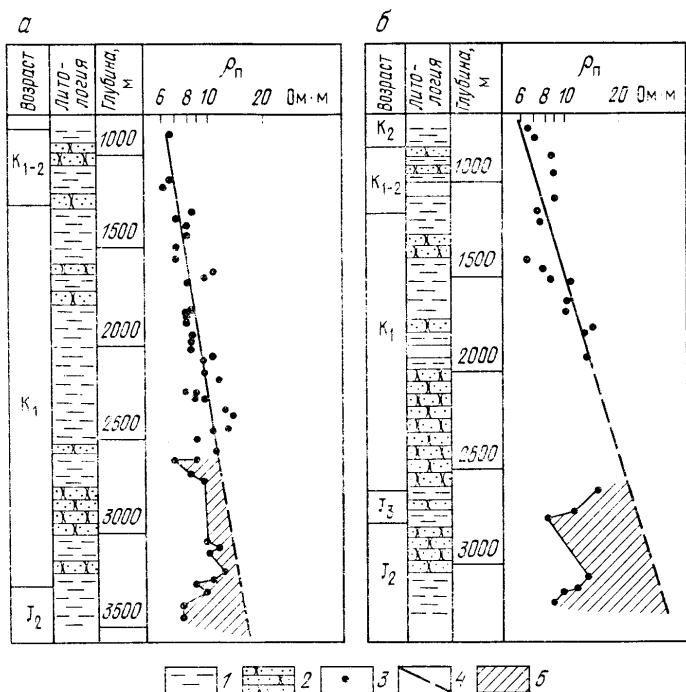 а
Возраст
Лито-
логия
Глубина,
м
ρп
6 8 10 20 Ом·м
1000
1500
2000
2500
3000
3500
K1-2
K1
J2
б
Возраст
Лито-
логия
Глубина,
м
ρп
6 8 10 20 Ом·м
1000
1500
2000
2500
3000
K2
K1-2
K1
J3
J2
1 2 3 4 5